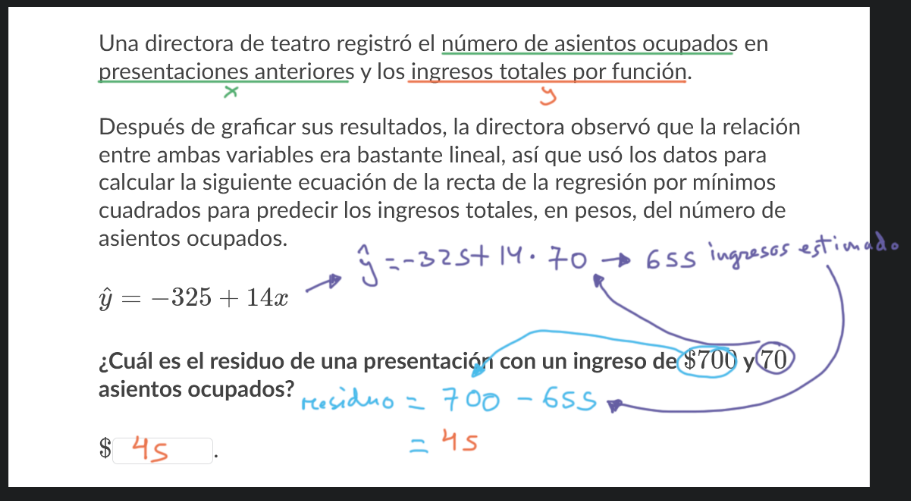 Una directora de teatro registró el número de asientos ocupados en
presentaciones anteriores y los ingresos totales por función.
x y
Después de graficar sus resultados, la directora observó que la relación
entre ambas variables era bastante lineal, así que usó los datos para
calcular la siguiente ecuación de la recta de la regresión por mínimos
cuadrados para predecir los ingresos totales, en pesos, del número de
asientos ocupados.
ŷ = -325 + 14 · 70 → 655 ingresos estimado
ŷ = −325 + 14x
¿Cuál es el residuo de una presentación con un ingreso de $700 y 70
asientos ocupados?
residuo = 700 - 655
= 45
$ 45 .